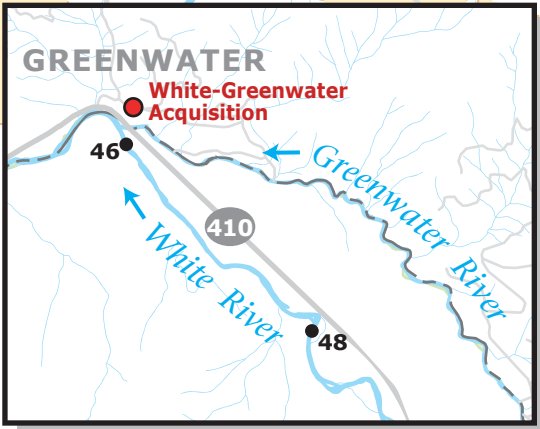 GREENWATER
White-Greenwater
Acquisition
46
Greenwater River
410
White River
48